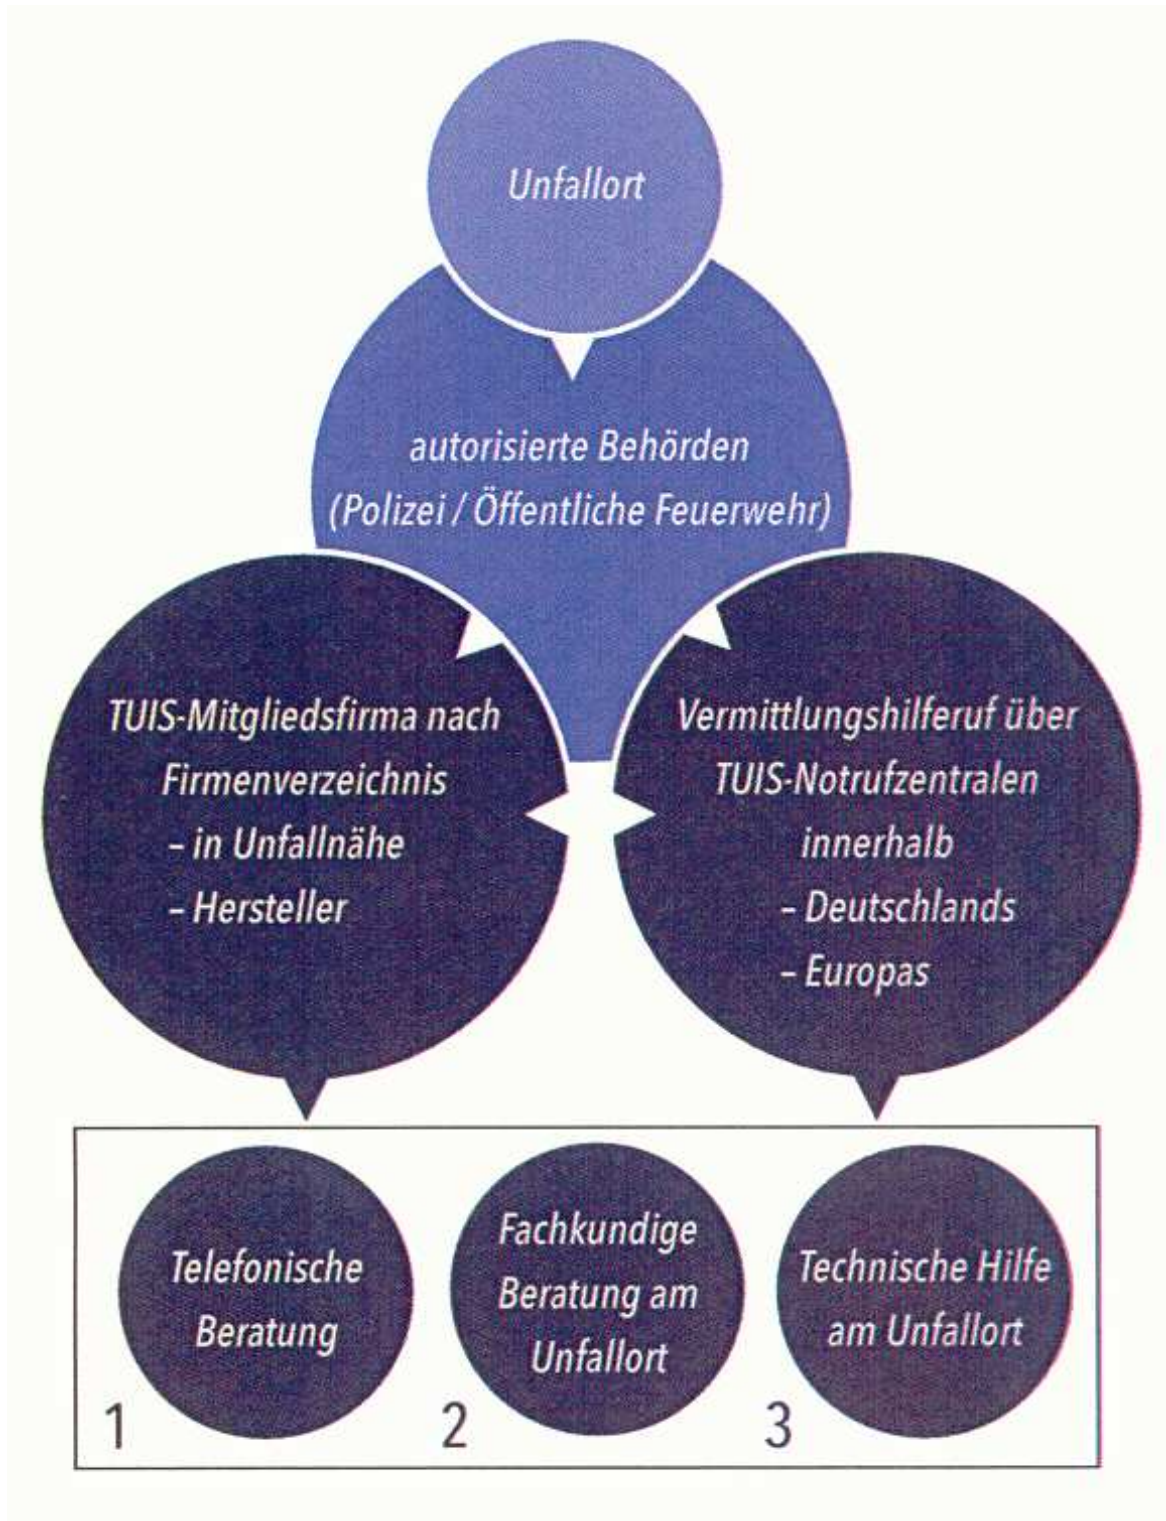 Unfallort
autorisierte Behörden
(Polizei / Öffentliche Feuerwehr)
TUIS-Mitgliedsfirma nach
Firmenverzeichnis
– in Unfallnähe
– Hersteller
Vermittlungshilferuf über
TUIS-Notrufzentralen
innerhalb
– Deutschlands
– Europas
Telefonische
Beratung
1
Fachkundige
Beratung am
Unfallort
2
Technische Hilfe
am Unfallort
3